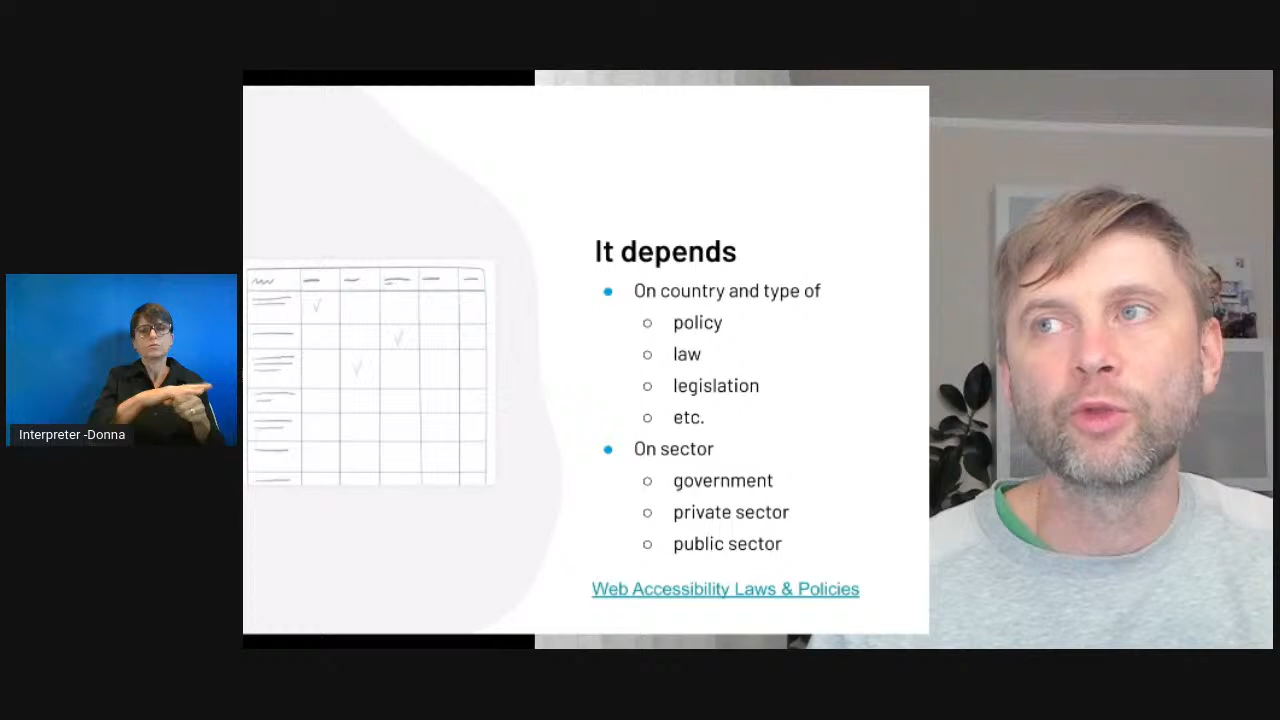 Interpreter -Donna
It depends
On country and type of
policy
law
legislation
etc.
On sector
government
private sector
public sector
Web Accessibility Laws & Policies